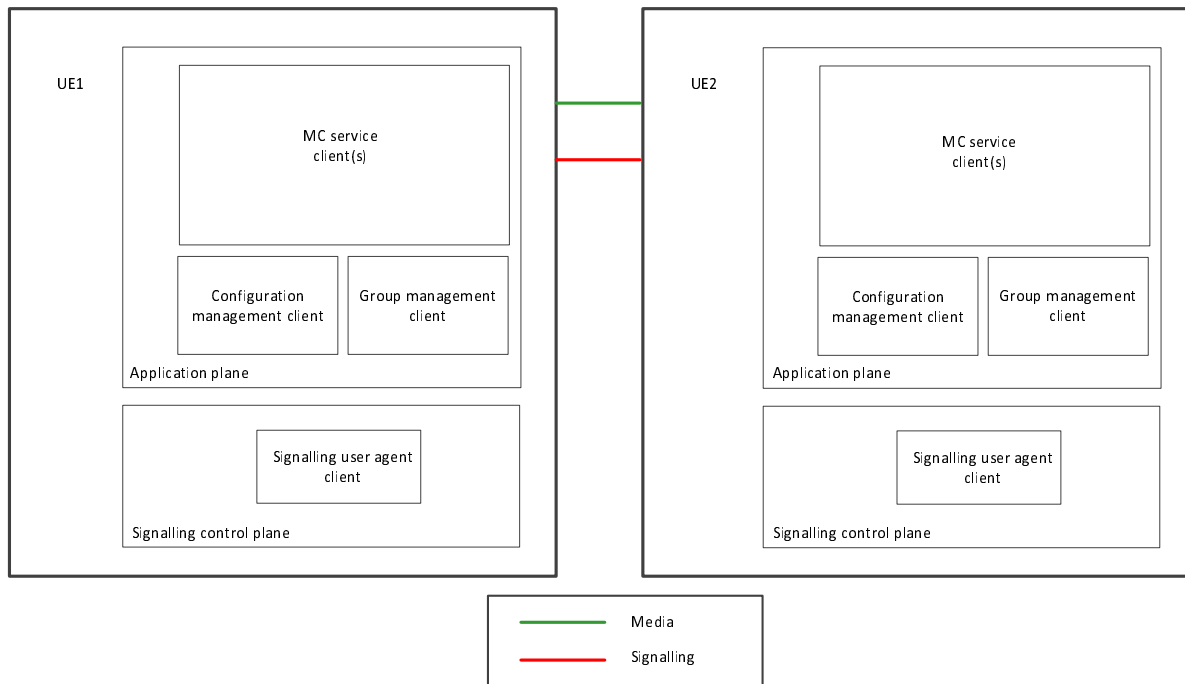 UE1
MC service
client(s)
Configuration
management client
Group management
client
Application plane
Signalling user agent
client
Signalling control plane
UE2
MC service
client(s)
Configuration
management client
Group management
client
Application plane
Signalling user agent
client
Signalling control plane
Media
Signalling